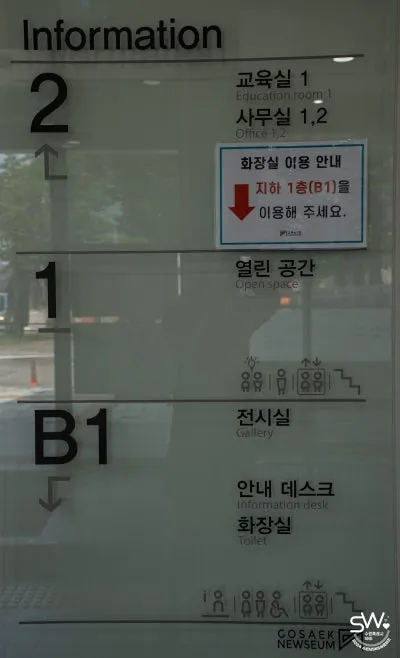 Information
2
교육실 1
Education room 1
사무실 1,2
Office 1,2
화장실 이용 안내
지하 1층(B1)을
이용해 주세요.
1
열린 공간
Open space
B1
전시실
Gallery
안내 데스크
Information desk
화장실
Toilet
i
GOSAEK
NEWSEUM
SW